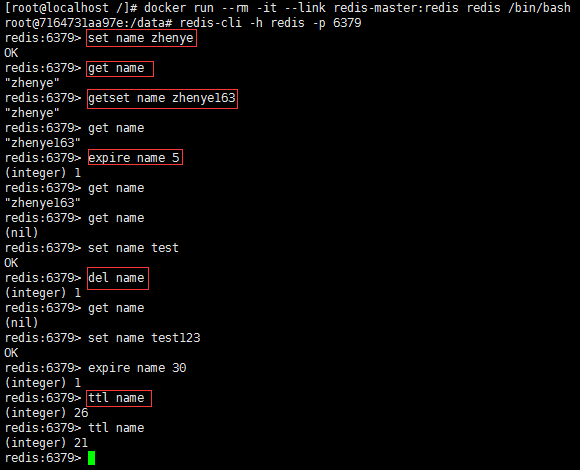 [root@localhost /]# docker run --rm -it --link redis-master:redis redis /bin/bash
root@7164731aa97e:/data# redis-cli -h redis -p 6379
redis:6379> set name zhenye
OK
redis:6379> get name
"zhenye"
redis:6379> getset name zhenye163
"zhenye"
redis:6379> get name
"zhenye163"
redis:6379> expire name 5
(integer) 1
redis:6379> get name
"zhenye163"
redis:6379> get name
(nil)
redis:6379> set name test
OK
redis:6379> del name
(integer) 1
redis:6379> get name
(nil)
redis:6379> set name test123
OK
redis:6379> expire name 30
(integer) 1
redis:6379> ttl name
(integer) 26
redis:6379> ttl name
(integer) 21
redis:6379>